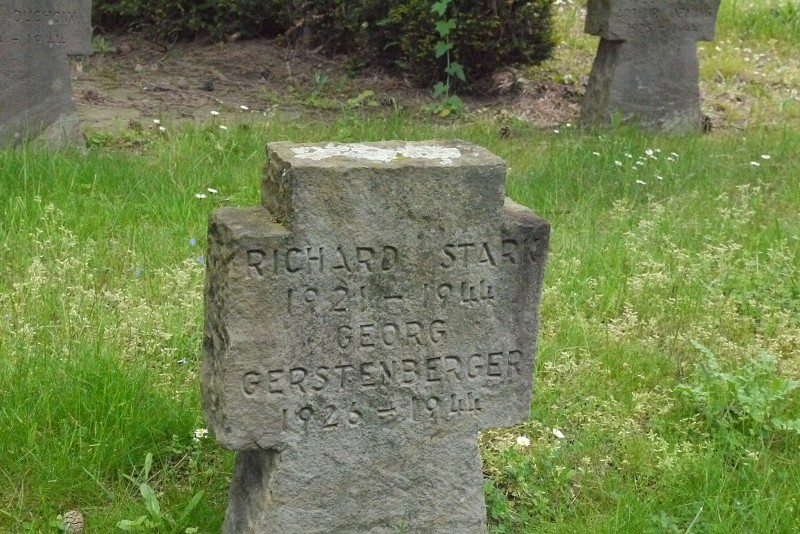 RICHARD STARK
1921 – 1944
GEORG
GERSTENBERGER
1926 – 1944